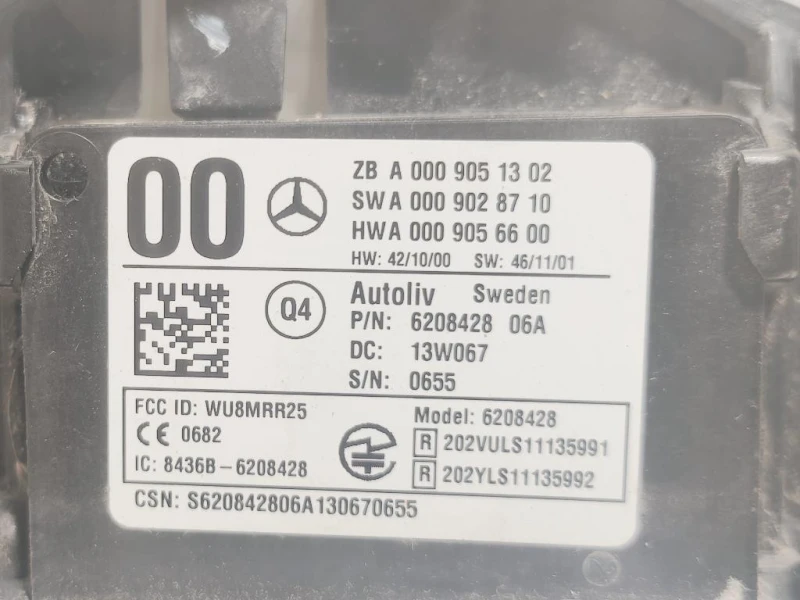 00
ZB A 000 905 13 02
SW A 000 902 87 10
HW A 000 905 66 00
HW: 42/10/00 SW: 46/11/01
Q4
Autoliv Sweden
P/N: 6208428 06A
DC: 13W067
S/N: 0655
FCC ID: WU8MRR25
CE 0682
IC: 8436B-6208428
Model: 6208428
R 202VULS11135991
R 202YLS11135992
CSN: S620842806A130670655